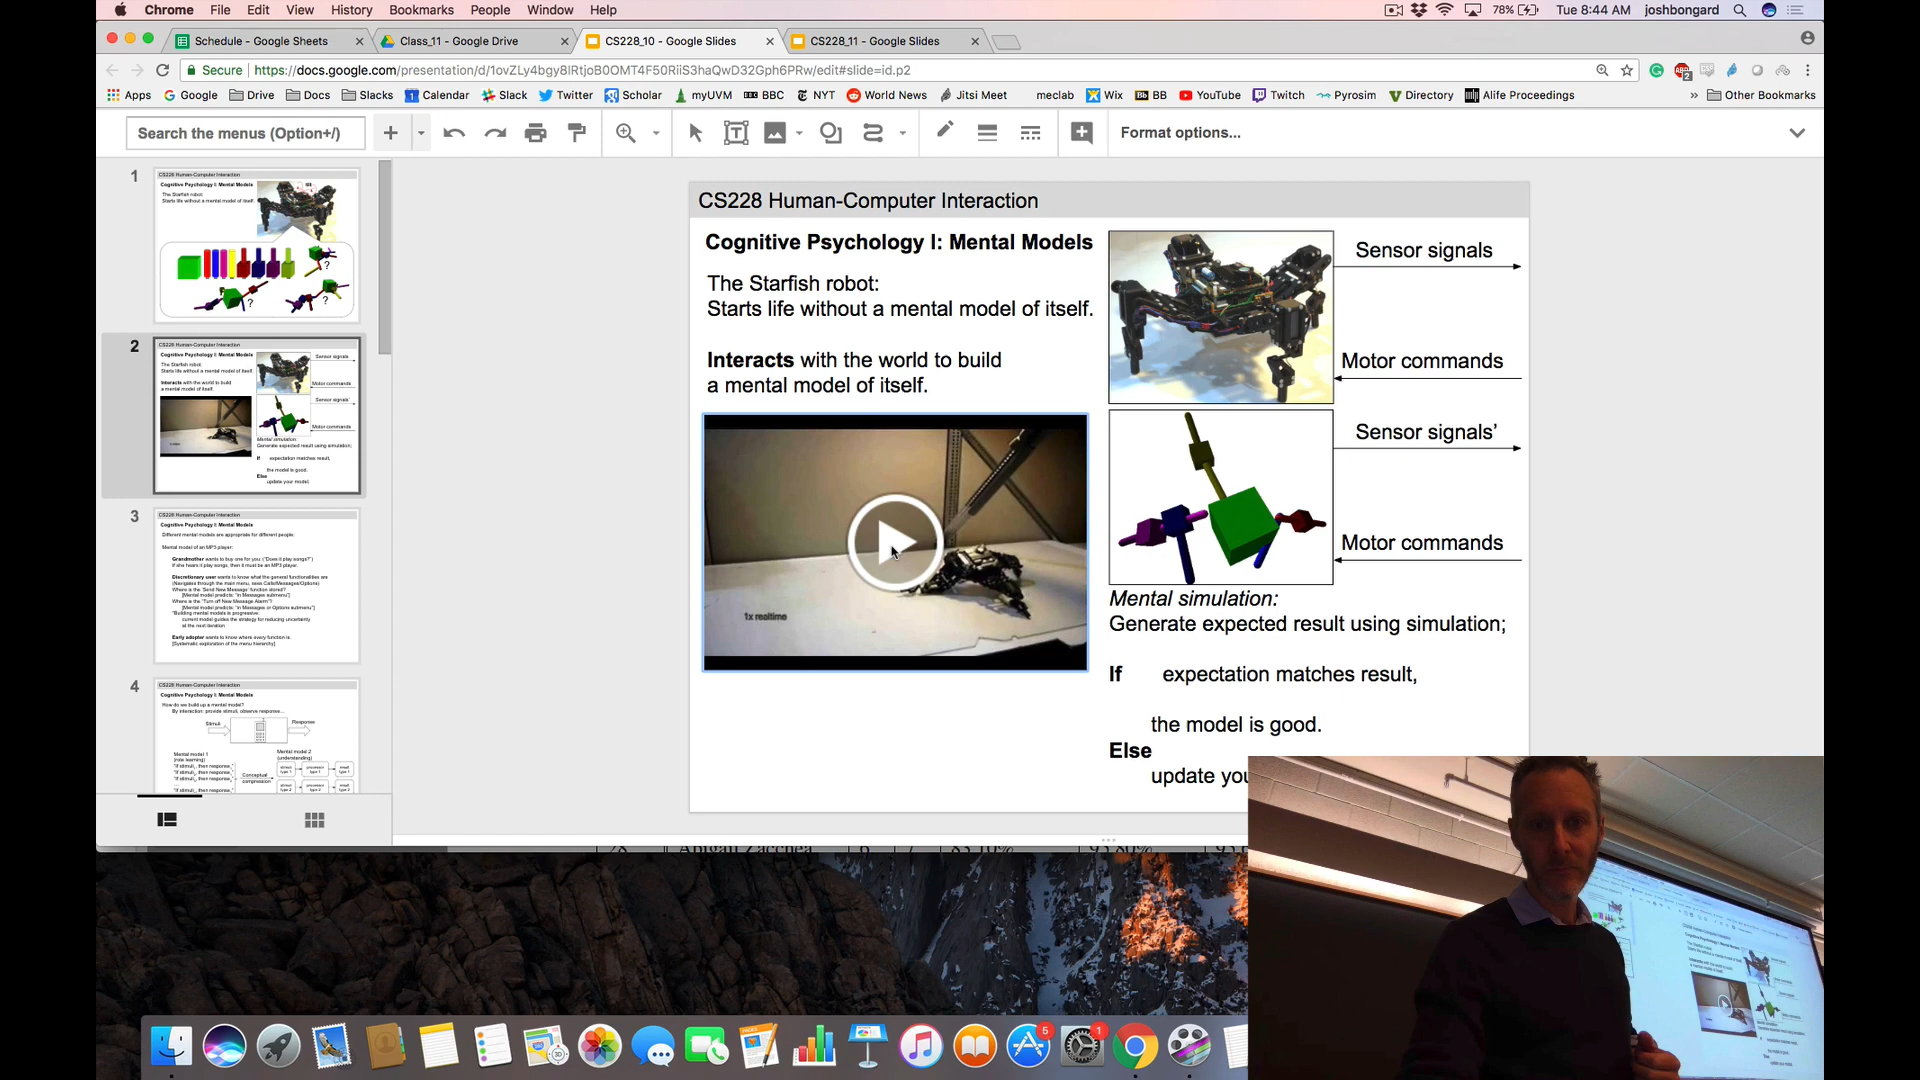 Chrome File Edit View History Bookmarks People Window Help
78% Tue 8:44 AM joshbongard
Schedule - Google Sheets
Class_11 - Google Drive
CS228_10 - Google Slides
CS228_11 - Google Slides
Secure https://docs.google.com/presentation/d/1ovZLy4bgy8lRtjoB0OMT4F50RiiS3haQwD32Gph6PRw/edit#slide=id.p2
Apps Google Drive Docs Slacks Calendar Slack Twitter Scholar myUVM BBC NYT World News Jitsi Meet meclab Wix BB YouTube Twitch Pyrosim Directory Alife Proceedings » Other Bookmarks
Search the menus (Option+/)
Format options...
1
CS228 Human-Computer Interaction
Cognitive Psychology I: Mental Models
The Starfish robot:
Starts life without a mental model of itself.
?
?
?
2
CS228 Human-Computer Interaction
Cognitive Psychology I: Mental Models
The Starfish robot:
Starts life without a mental model of itself.
Interacts with the world to build
a mental model of itself.
Sensor signals
Motor commands
Sensor signals'
Motor commands
Mental simulation:
Generate expected result using simulation;
If expectation matches result,
the model is good.
Else
update your model.
3
CS228 Human-Computer Interaction
Cognitive Psychology I: Mental Models
Different mental models are appropriate for different people:
Mental model of an MP3 player:
Grandmother wants to buy one for you ("Does it play songs?")
If she hears it play songs, then it must be an MP3 player.
Discretionary user wants to know what the general functionalities are
(Navigates through the main menu, sees Calls/Messages/Options)
Where is the 'Send New Message' function stored?
[Mental model predicts: "in Messages submenu"]
Where is the "Turn off New Message Alarm"?
[Mental model predicts: "in Messages or Options submenu"]
"Building mental models is progressive:
current model guides the strategy for reducing uncertainty
at the next iteration
Early adopter wants to know where every function is.
[Systematic exploration of the menu hierarchy]
4
CS228 Human-Computer Interaction
Cognitive Psychology I: Mental Models
How do we build up a mental model?
By interaction: provide stimuli, observe response...
Stimuli
Response
Mental model 1
(rote learning)
Mental model 2
(understanding)
Conceptual
compression
CS228 Human-Computer Interaction
Cognitive Psychology I: Mental Models
The Starfish robot:
Starts life without a mental model of itself.
Interacts with the world to build
a mental model of itself.
1x realtime
Sensor signals
Motor commands
Sensor signals'
Motor commands
Mental simulation:
Generate expected result using simulation;
If expectation matches result,
the model is good.
Else
update you